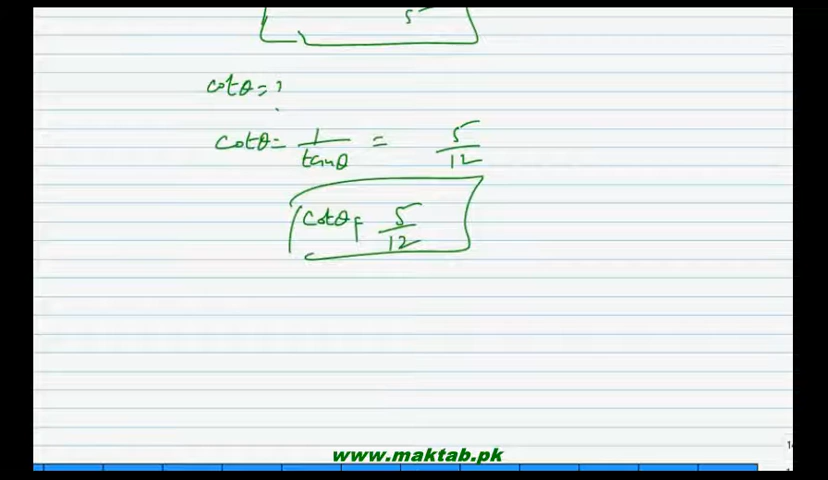 5
cotθ = ?
cotθ = 1/tanθ = 5/12
cotθ = 5/12
www.maktab.pk